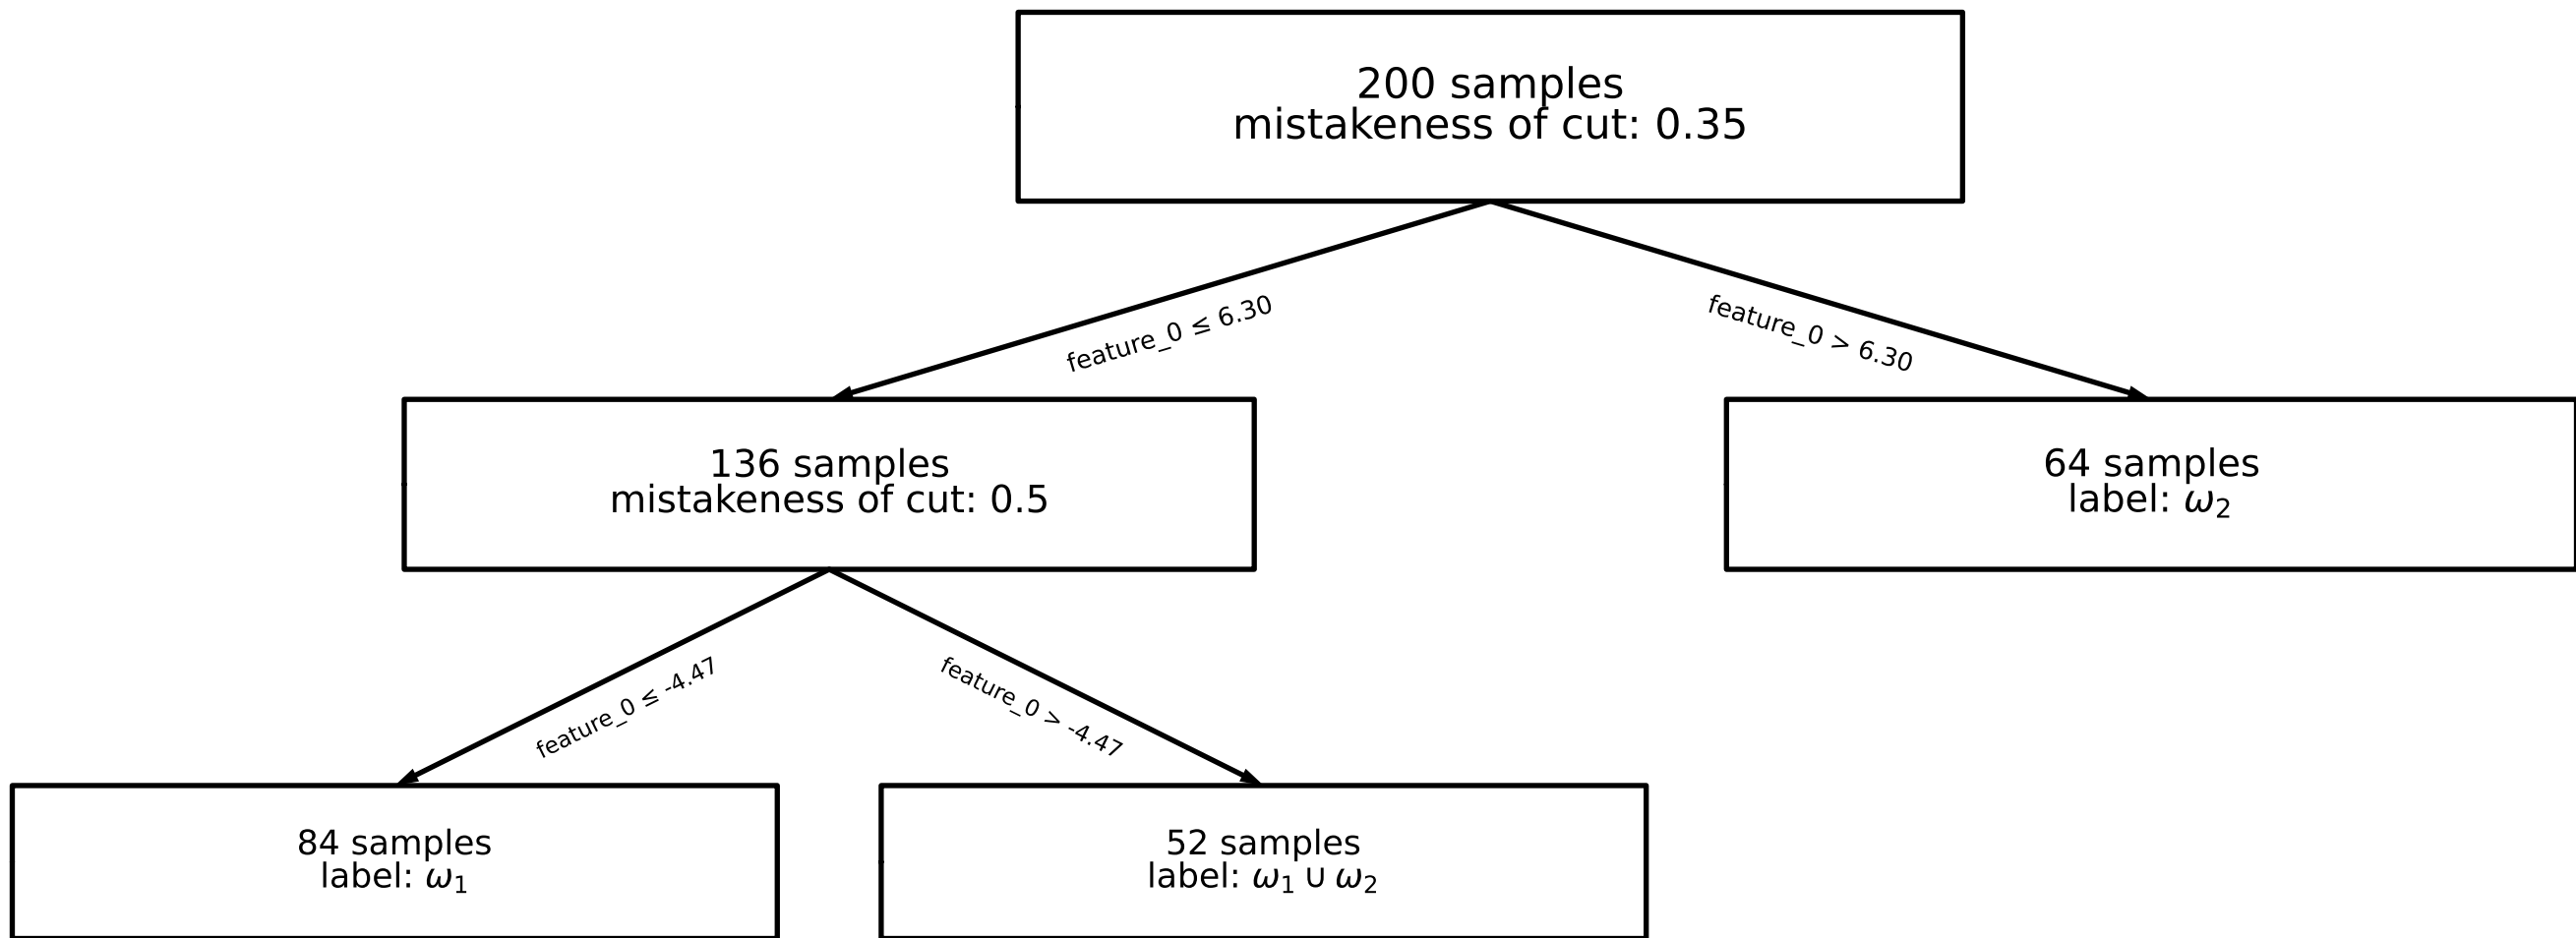 200 samples
mistakeness of cut: 0.35
feature_0 ≤ 6.30
feature_0 > 6.30
136 samples
mistakeness of cut: 0.5
64 samples
label: ω₂
feature_0 ≤ -4.47
feature_0 > -4.47
84 samples
label: ω₁
52 samples
label: ω₁ ∪ ω₂